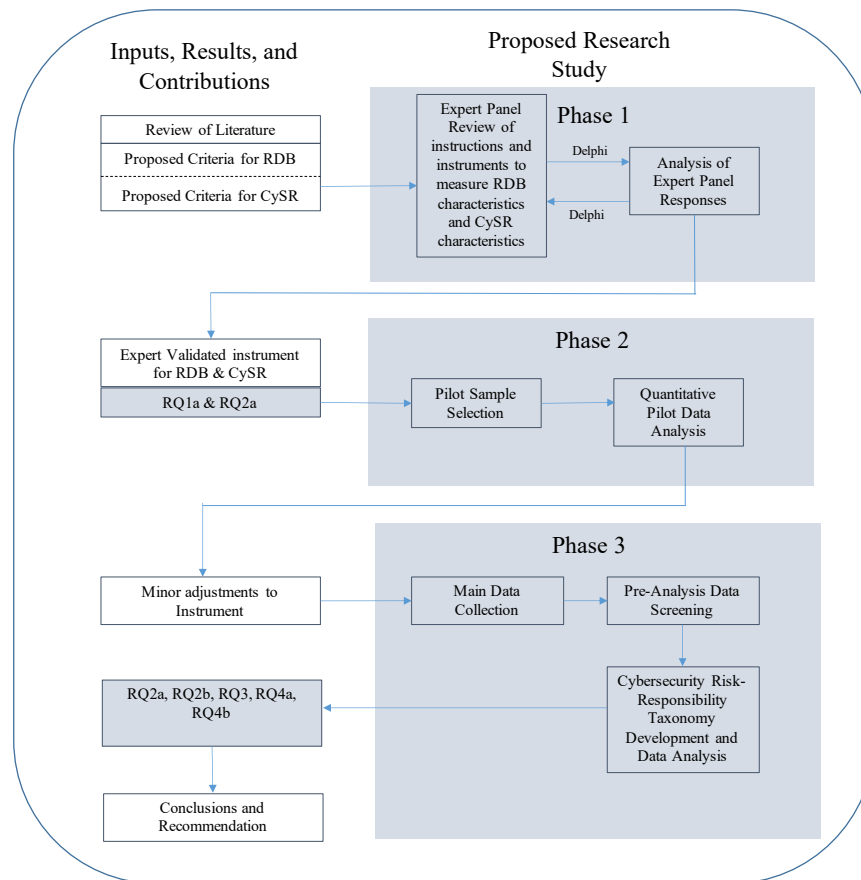 Inputs, Results, and
Contributions
Proposed Research
Study
Review of Literature
Proposed Criteria for RDB
Proposed Criteria for CySR
Phase 1
Expert Panel
Review of
instructions and
instruments to
measure RDB
characteristics
and CySR
characteristics
Delphi
Delphi
Analysis of
Expert Panel
Responses
Expert Validated instrument
for RDB & CySR
RQ1a & RQ2a
Phase 2
Pilot Sample
Selection
Quantitative
Pilot Data
Analysis
Phase 3
Minor adjustments to
Instrument
Main Data
Collection
Pre-Analysis Data
Screening
Cybersecurity Risk-
Responsibility
Taxonomy
Development and
Data Analysis
RQ2a, RQ2b, RQ3, RQ4a,
RQ4b
Conclusions and
Recommendation